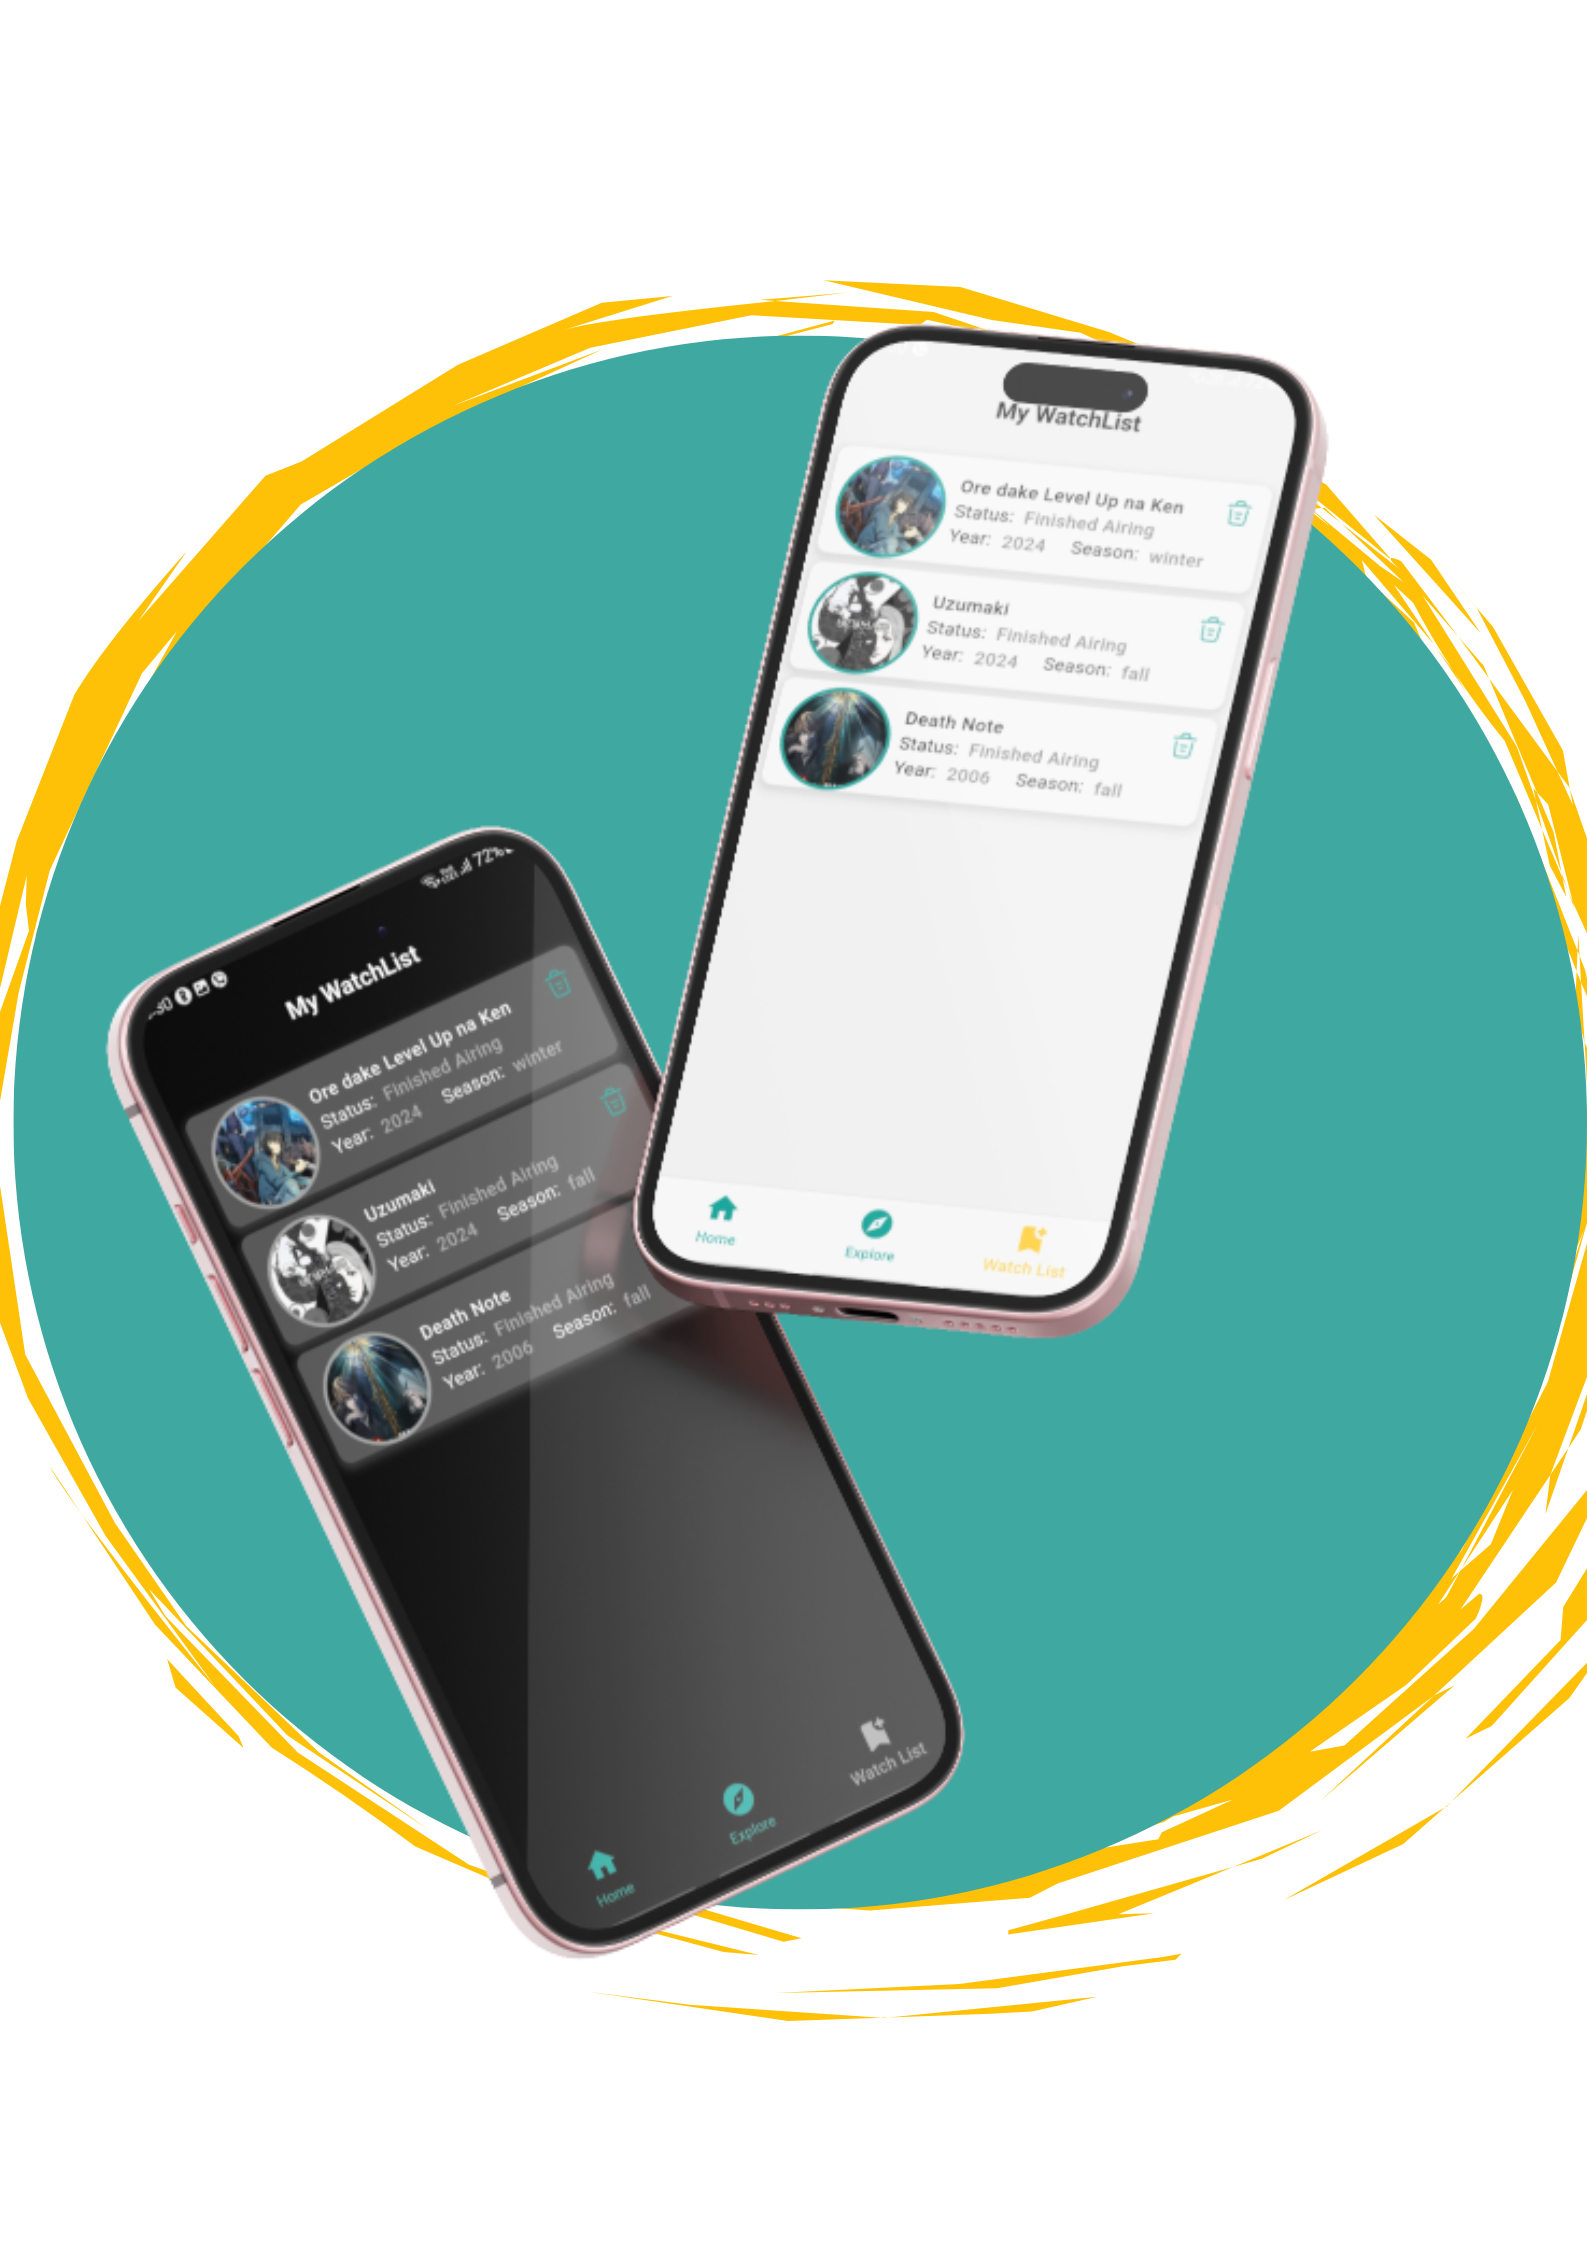 My WatchList
Ore dake Level Up na Ken
Status: Finished Airing
Year: 2024 Season: winter
Uzumaki
Status: Finished Airing
Year: 2024 Season: fall
Death Note
Status: Finished Airing
Year: 2006 Season: fall
Home
Explore
Watch List
72%
My WatchList
Ore dake Level Up na Ken
Status: Finished Airing
Year: 2024 Season: winter
Uzumaki
Status: Finished Airing
Year: 2024 Season: fall
Death Note
Status: Finished Airing
Year: 2006 Season: fall
Home
Explore
Watch List